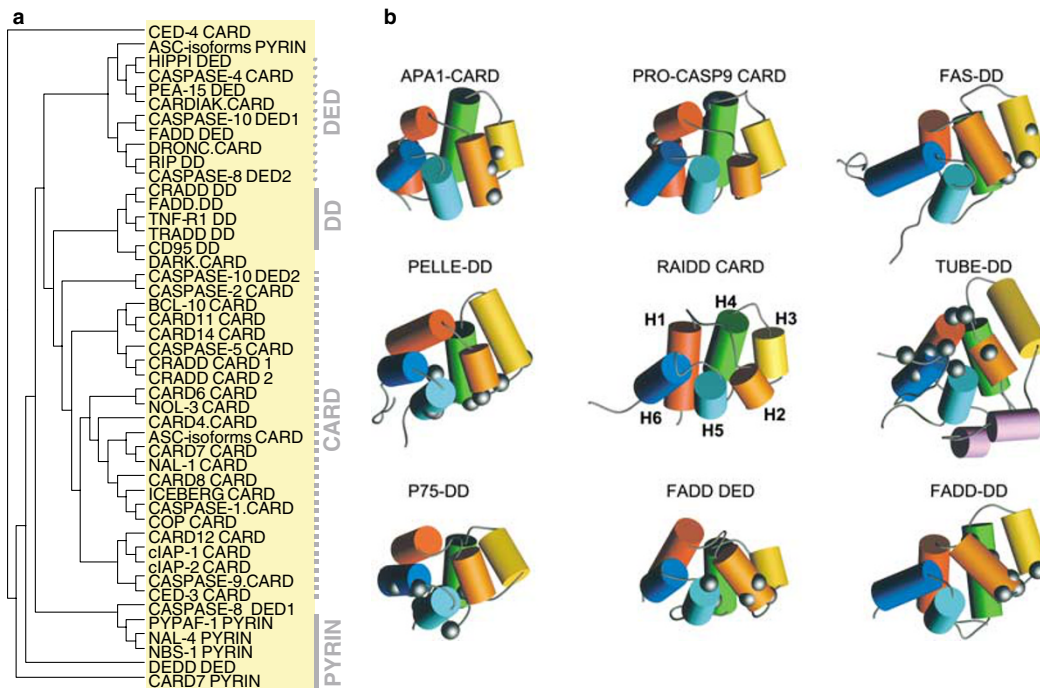 a
CED-4 CARD
ASC-isoforms PYRIN
HIPPI DED
CASPASE-4 CARD
PEA-15 DED
CARDIAK.CARD
CASPASE-10 DED1
FADD DED
DRONC.CARD
RIP DD
CASPASE-8 DED2
CRADD DD
FADD.DD
TNF-R1 DD
TRADD DD
CD95 DD
DARK.CARD
CASPASE-10 DED2
CASPASE-2 CARD
BCL-10 CARD
CARD11 CARD
CARD14 CARD
CASPASE-5 CARD
CRADD CARD 1
CRADD CARD 2
CARD6 CARD
NOL-3 CARD
CARD4.CARD
ASC-isoforms CARD
CARD7 CARD
NAL-1 CARD
CARD8 CARD
ICEBERG CARD
CASPASE-1.CARD
COP CARD
CARD12 CARD
cIAP-1 CARD
cIAP-2 CARD
CASPASE-9.CARD
CED-3 CARD
CASPASE-8 DED1
PYPAF-1 PYRIN
NAL-4 PYRIN
NBS-1 PYRIN
DEDD DED
CARD7 PYRIN
DED
DD
CARD
PYRIN
b
APA1-CARD
PRO-CASP9 CARD
FAS-DD
PELLE-DD
RAIDD CARD
TUBE-DD
H1
H4
H3
H6
H5
H2
P75-DD
FADD DED
FADD-DD